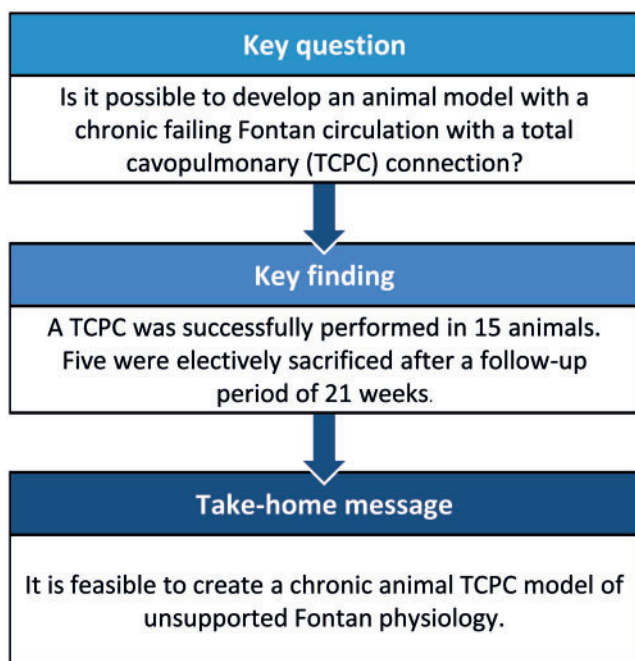 Key question
Is it possible to develop an animal model with a
chronic failing Fontan circulation with a total
cavopulmonary (TCPC) connection?
Key finding
A TCPC was successfully performed in 15 animals.
Five were electively sacrificed after a follow-up
period of 21 weeks.
Take-home message
It is feasible to create a chronic animal TCPC model of
unsupported Fontan physiology.